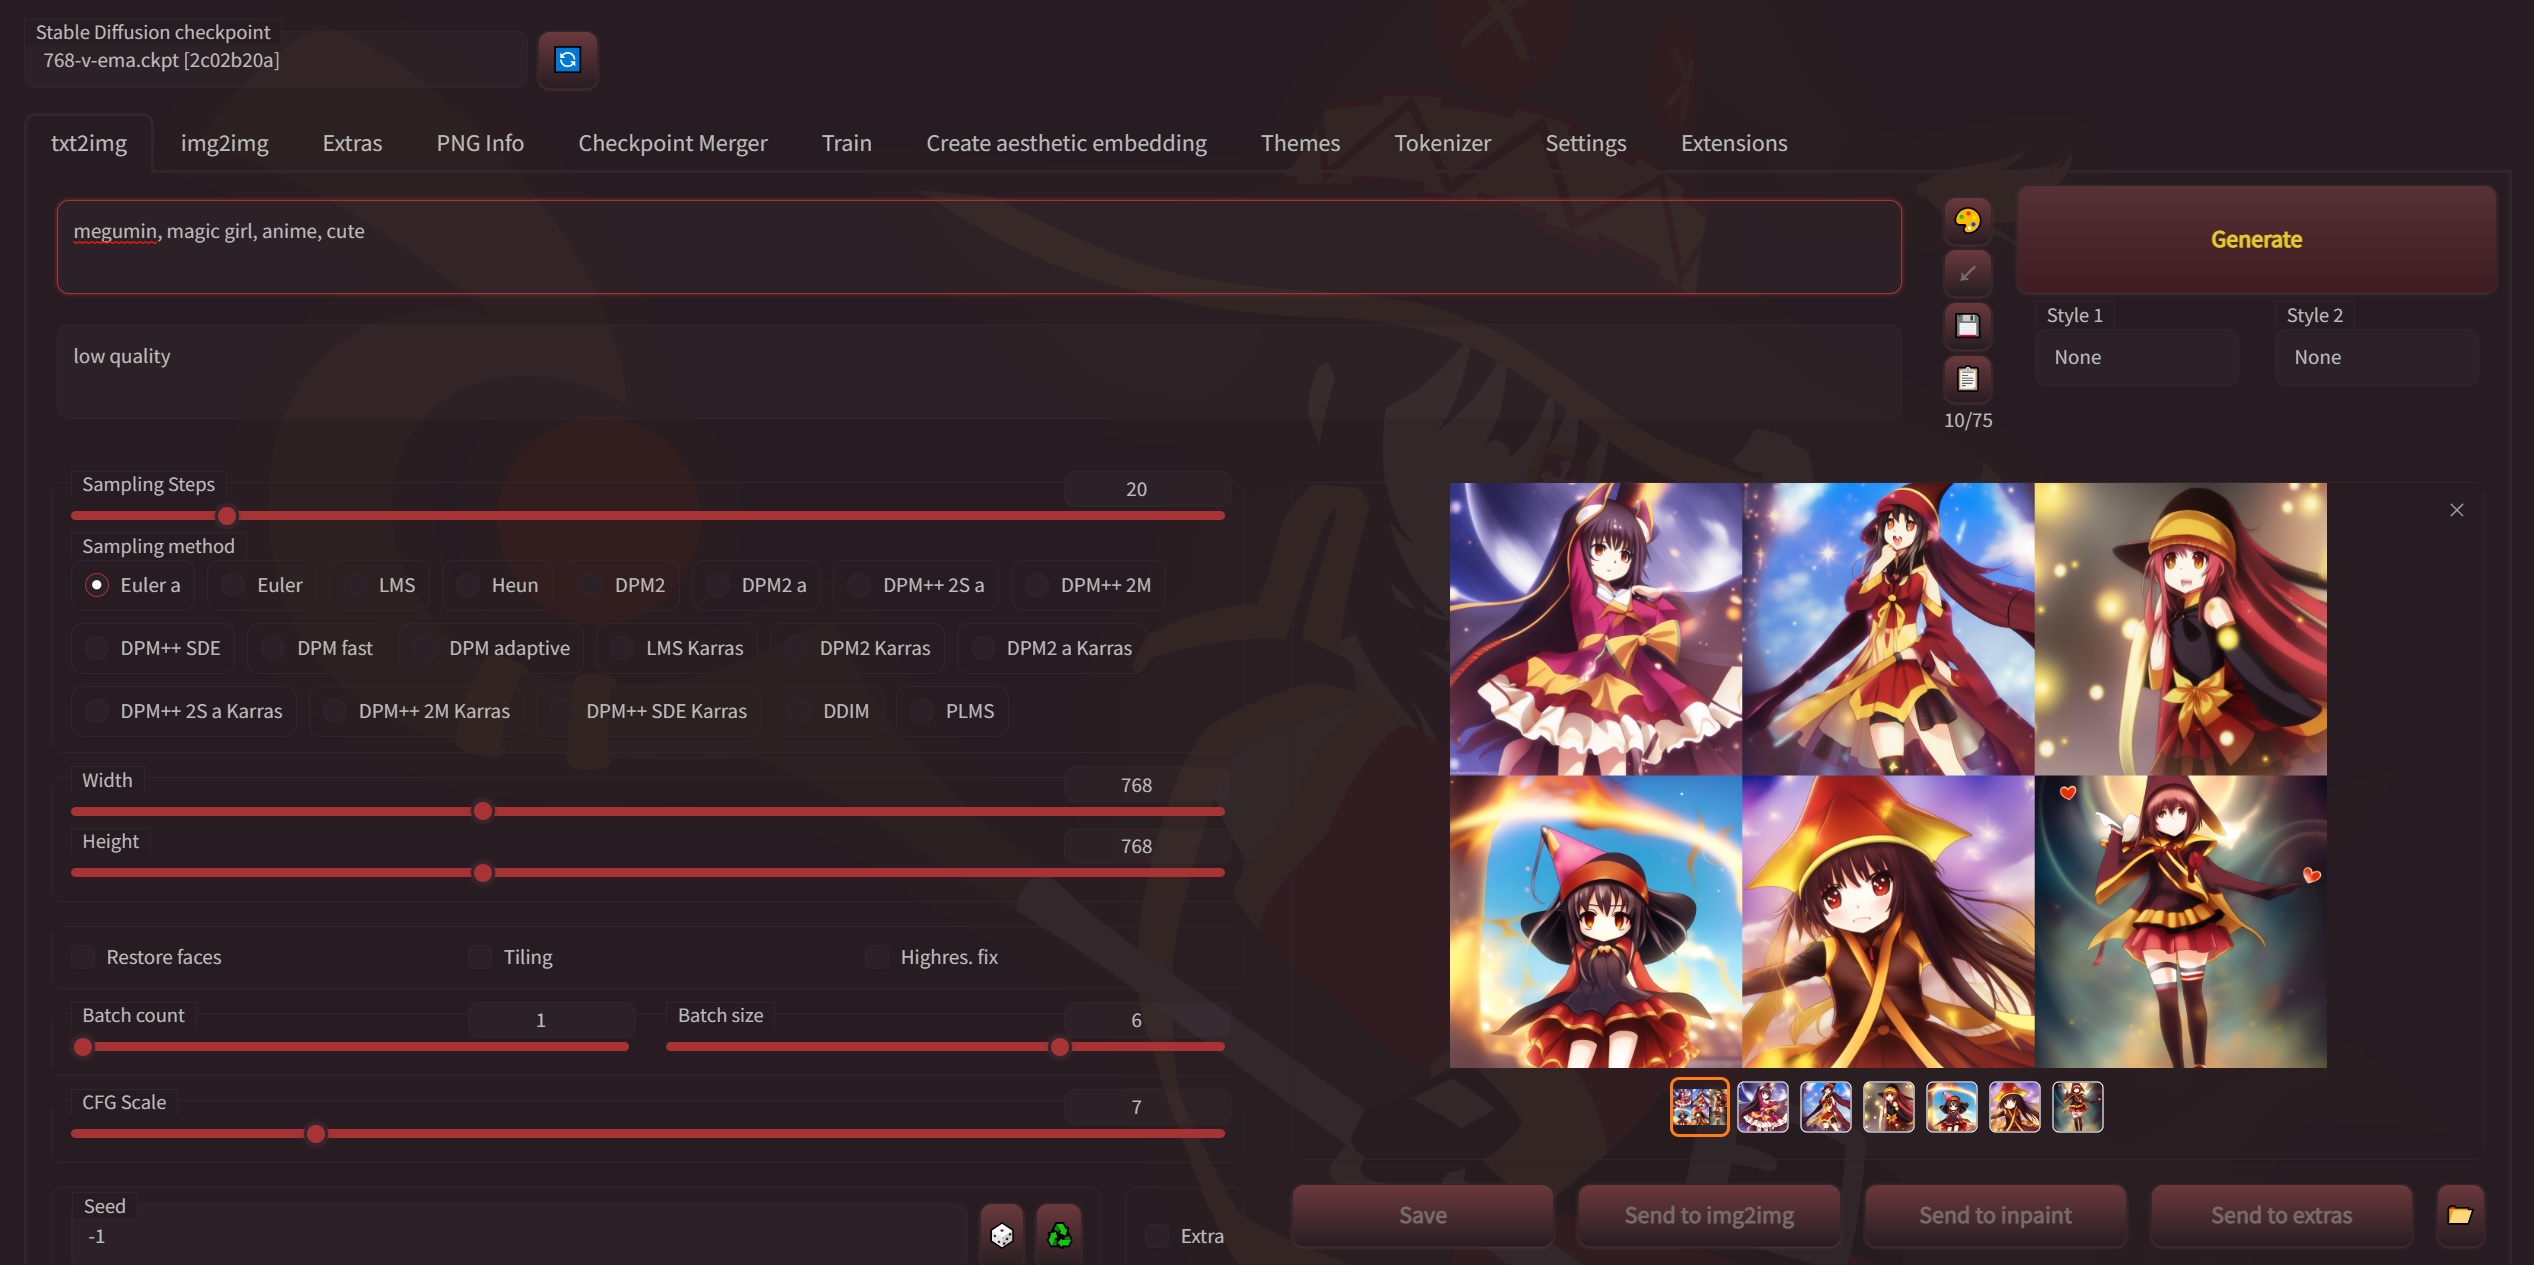 Stable Diffusion checkpoint
768-v-ema.ckpt [2c02b20a]
txt2img img2img Extras PNG Info Checkpoint Merger Train Create aesthetic embedding Themes Tokenizer Settings Extensions
megumin, magic girl, anime, cute
Generate
low quality
Style 1 Style 2
None None
10/75
Sampling Steps 20
Sampling method
Euler a Euler LMS Heun DPM2 DPM2 a DPM++ 2S a DPM++ 2M
DPM++ SDE DPM fast DPM adaptive LMS Karras DPM2 Karras DPM2 a Karras
DPM++ 2S a Karras DPM++ 2M Karras DPM++ SDE Karras DDIM PLMS
Width 768
Height 768
Restore faces Tiling Highres. fix
Batch count 1 Batch size 6
CFG Scale 7
Seed
-1
Extra
Save Send to img2img Send to inpaint Send to extras